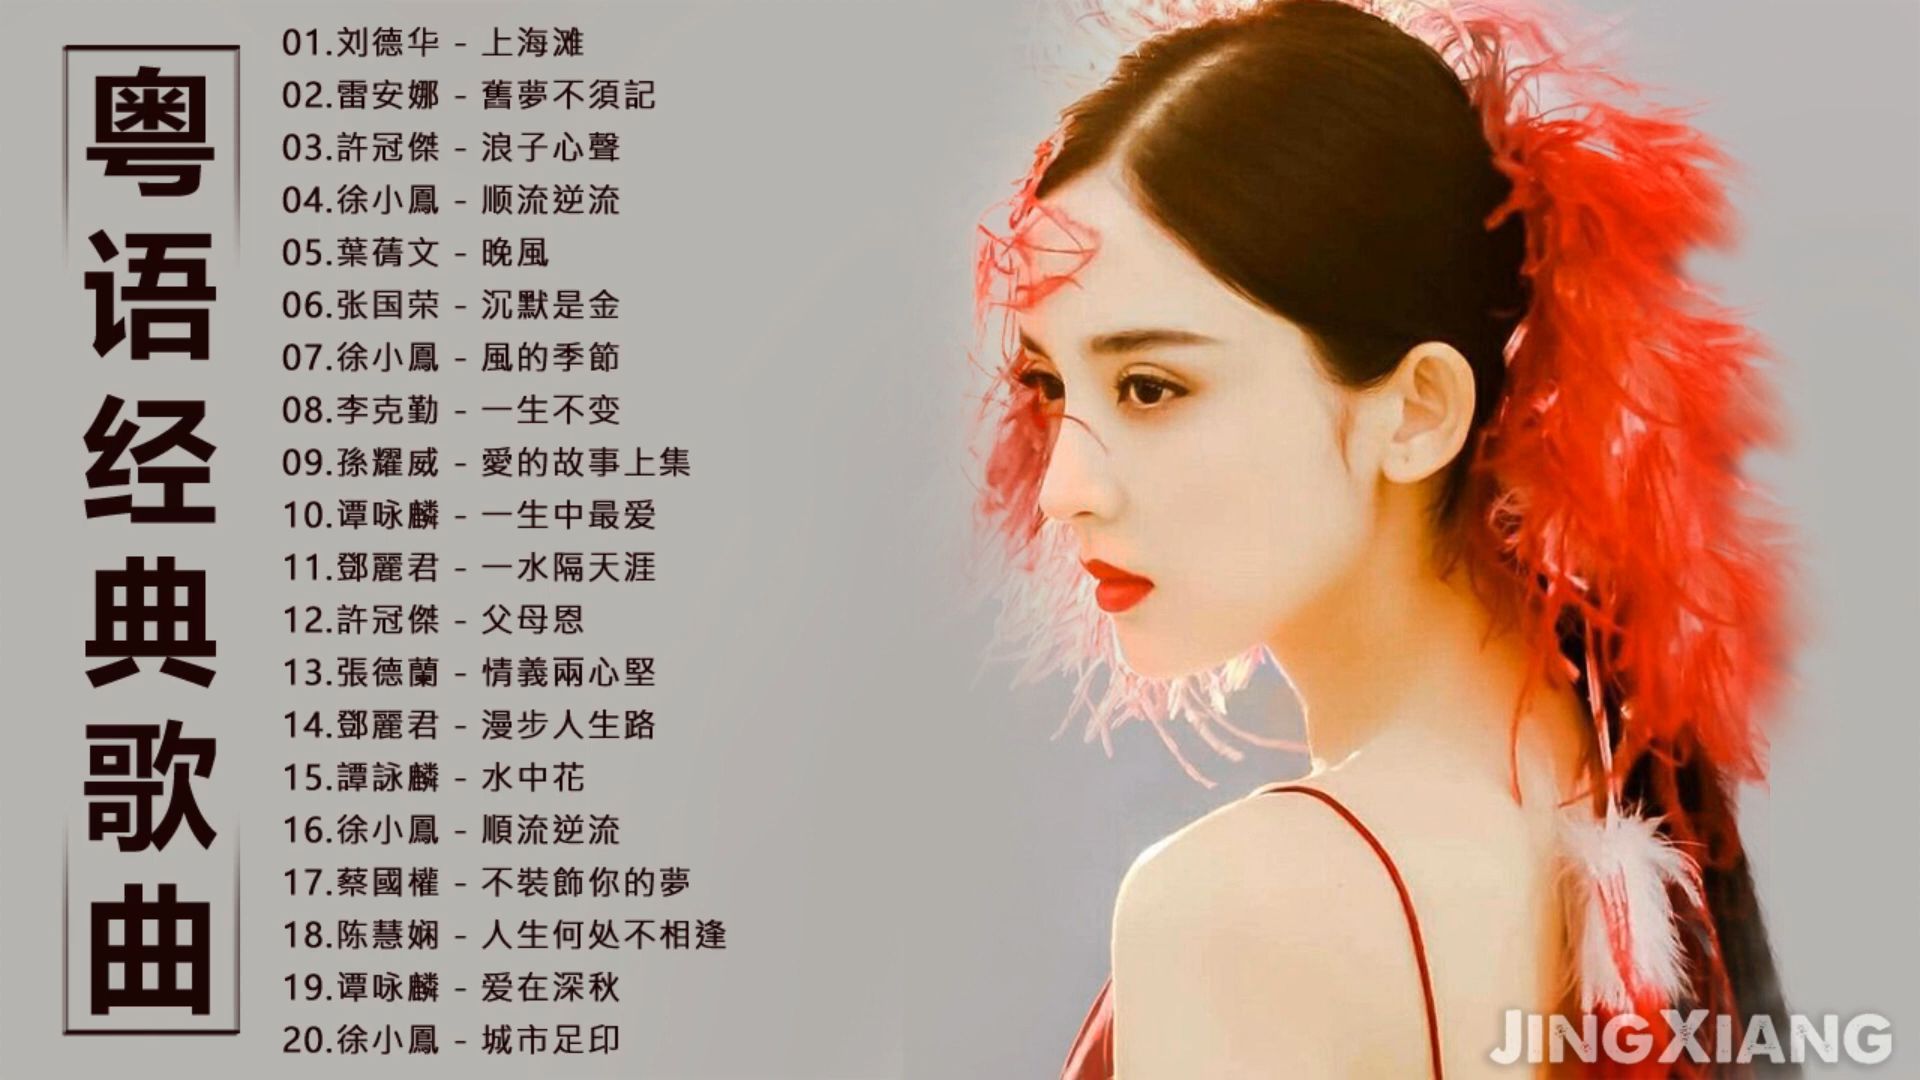 粤语经典歌曲
01.刘德华 - 上海滩
02.雷安娜 - 舊夢不須記
03.許冠傑 - 浪子心聲
04.徐小鳳 - 顺流逆流
05.葉蒨文 - 晚風
06.张国荣 - 沉默是金
07.徐小鳳 - 風的季節
08.李克勤 - 一生不变
09.孫耀威 - 愛的故事上集
10.谭咏麟 - 一生中最爱
11.鄧麗君 - 一水隔天涯
12.許冠傑 - 父母恩
13.張德蘭 - 情義兩心堅
14.鄧麗君 - 漫步人生路
15.譚詠麟 - 水中花
16.徐小鳳 - 順流逆流
17.蔡國權 - 不裝飾你的夢
18.陈慧娴 - 人生何处不相逢
19.谭咏麟 - 爱在深秋
20.徐小鳳 - 城市足印
JINGXIANG